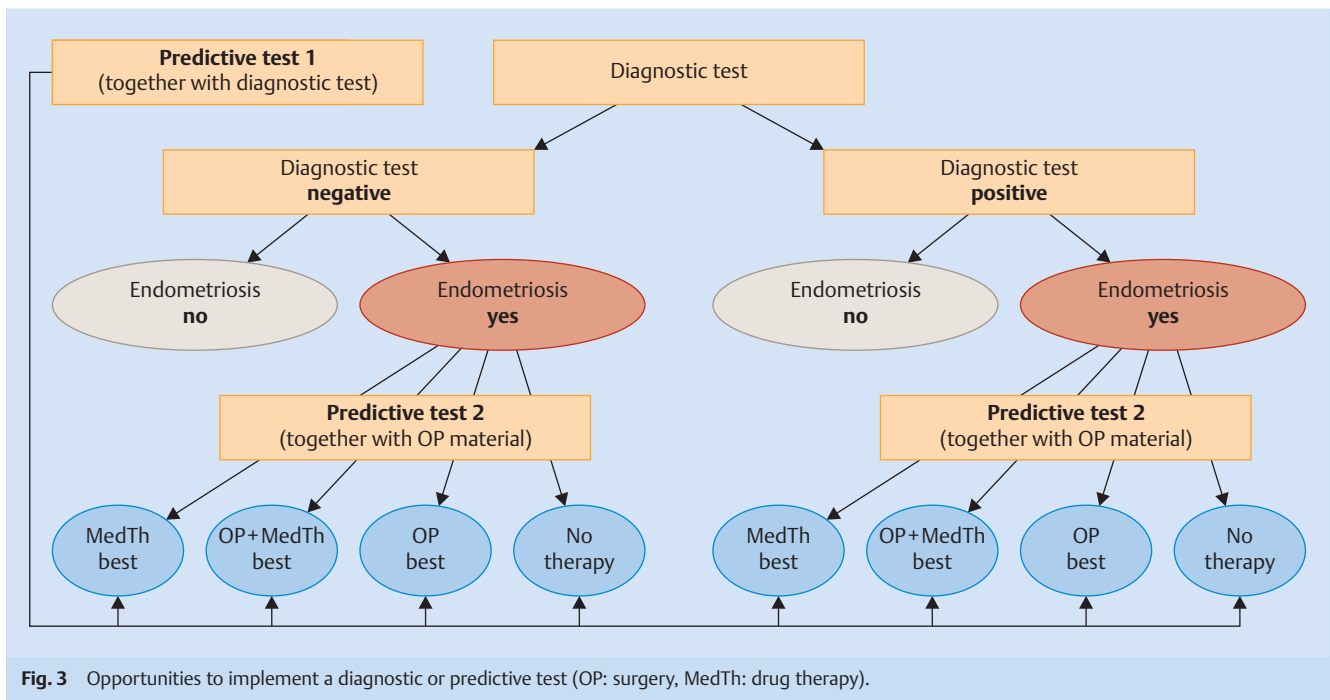 Predictive test 1
(together with diagnostic test)
Diagnostic test
Diagnostic test
negative
Diagnostic test
positive
Endometriosis
no
Endometriosis
yes
Endometriosis
no
Endometriosis
yes
Predictive test 2
(together with OP material)
Predictive test 2
(together with OP material)
MedTh
best
OP+MedTh
best
OP
best
No
therapy
MedTh
best
OP+MedTh
best
OP
best
No
therapy
Fig. 3 Opportunities to implement a diagnostic or predictive test (OP: surgery, MedTh: drug therapy).